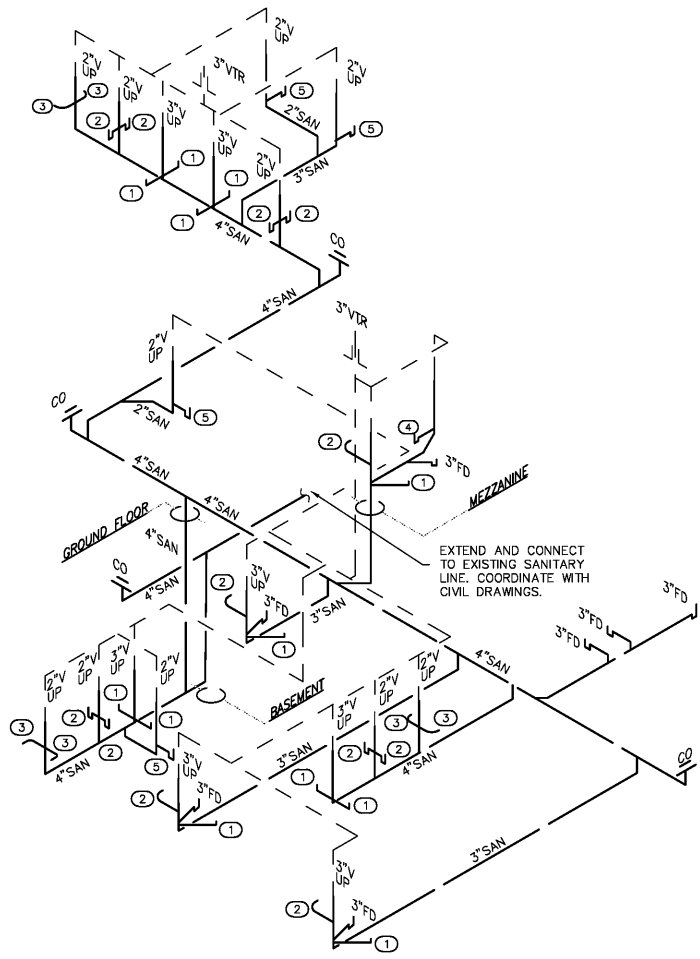 2"V
UP
2"V
UP
2"V
UP
3"V
UP
3"VTR
2"V
UP
3"V
UP
2"V
UP
3
3
2
2
1
1
1
1
5
2"SAN
5
3"SAN
2
2
4"SAN
CO
4"SAN
2"V
UP
3"VTR
CO
2"SAN
5
2
4
3"FD
1
4"SAN
4"SAN
MEZZANINE
GROUND FLOOR
4"SAN
CO
4"SAN
EXTEND AND CONNECT
TO EXISTING SANITARY
LINE. COORDINATE WITH
CIVIL DRAWINGS.
2
3"V
UP
3"FD
3"SAN
1
3"FD
3"FD
3"FD
2"V
UP
2"V
UP
3"V
UP
2"V
UP
3
3
2
2
1
1
4"SAN
5
BASEMENT
4"SAN
3"V
UP
2"V
UP
2"V
UP
3
3
2
2
1
1
3"SAN
4"SAN
CO
3"V
UP
2
3"FD
1
3"SAN
3"V
UP
2
3"FD
1